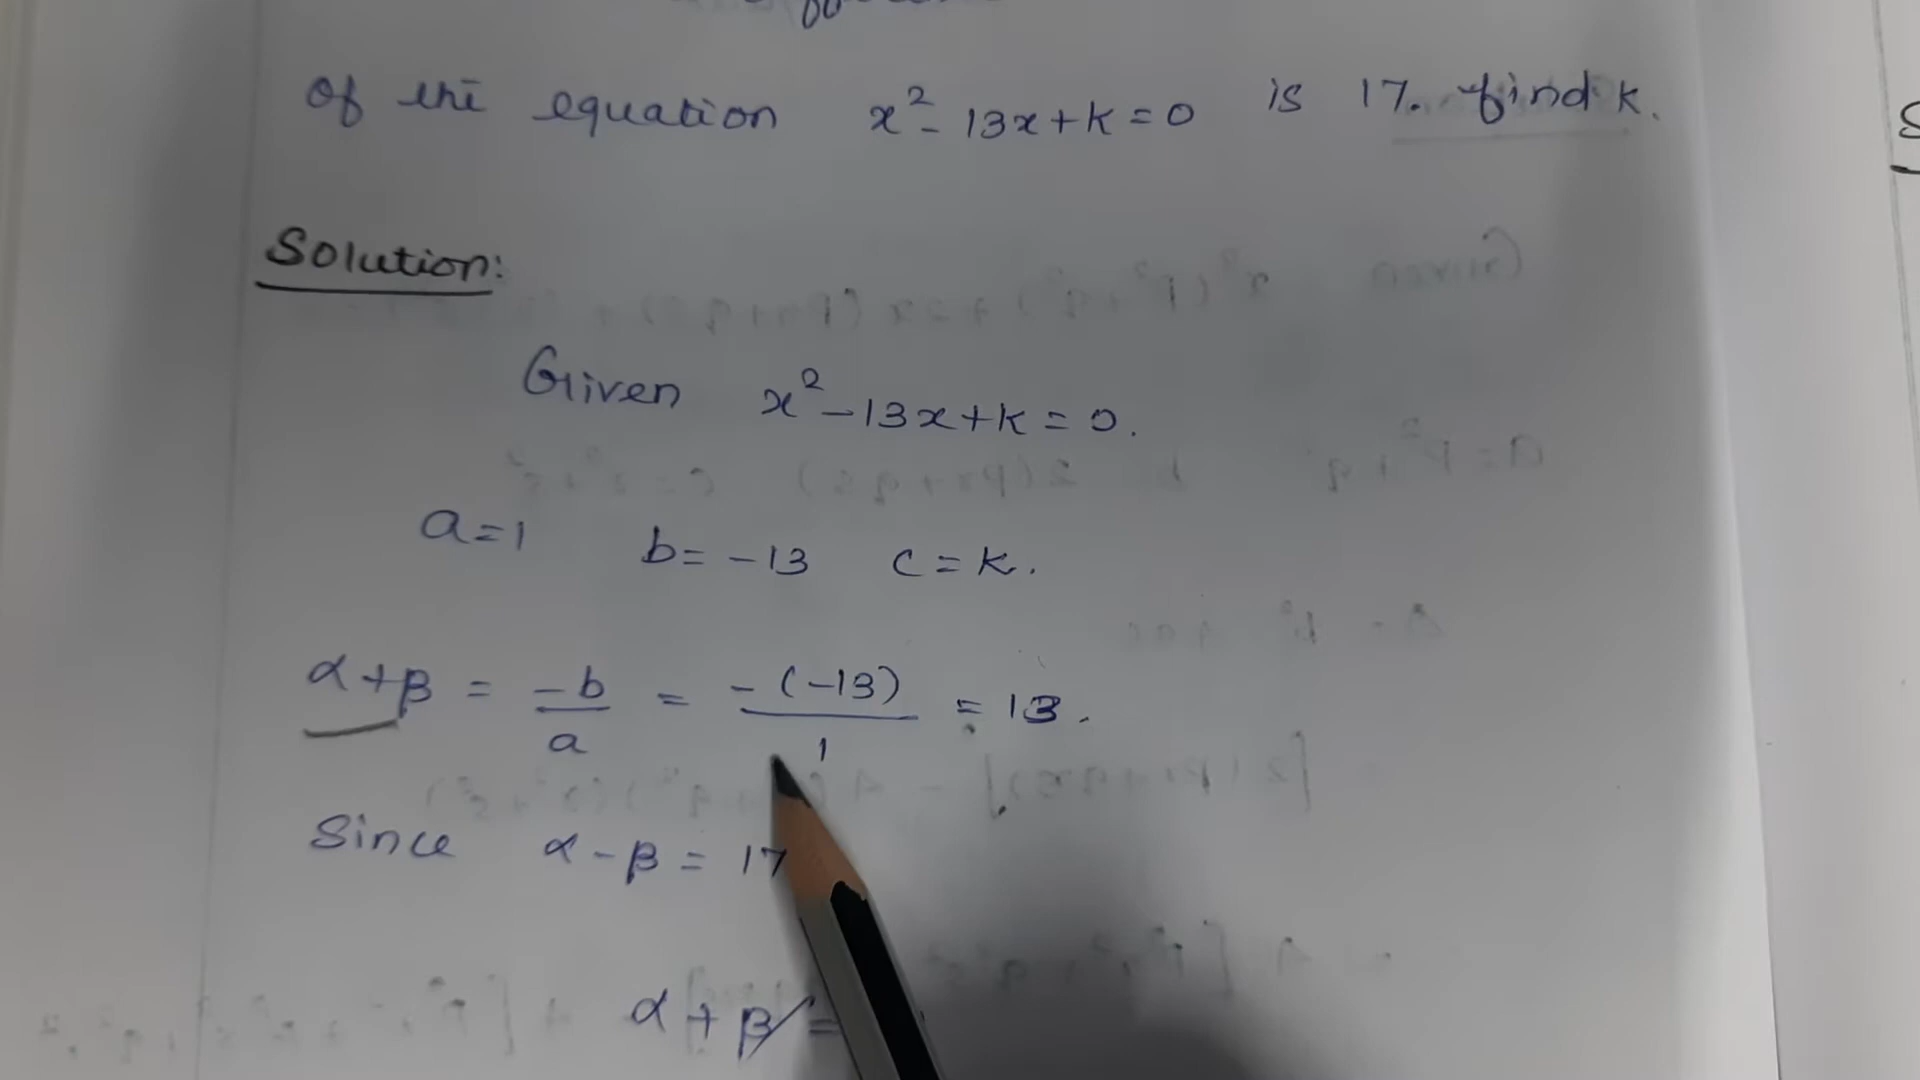 of the equation x² - 13x + k = 0 is 17. find k.
Solution:
Given x² - 13x + k = 0.
a = 1 b = -13 c = k.
α + β = -b/a = -(-13)/1 = 13.
Since α - β = 17
α + β =